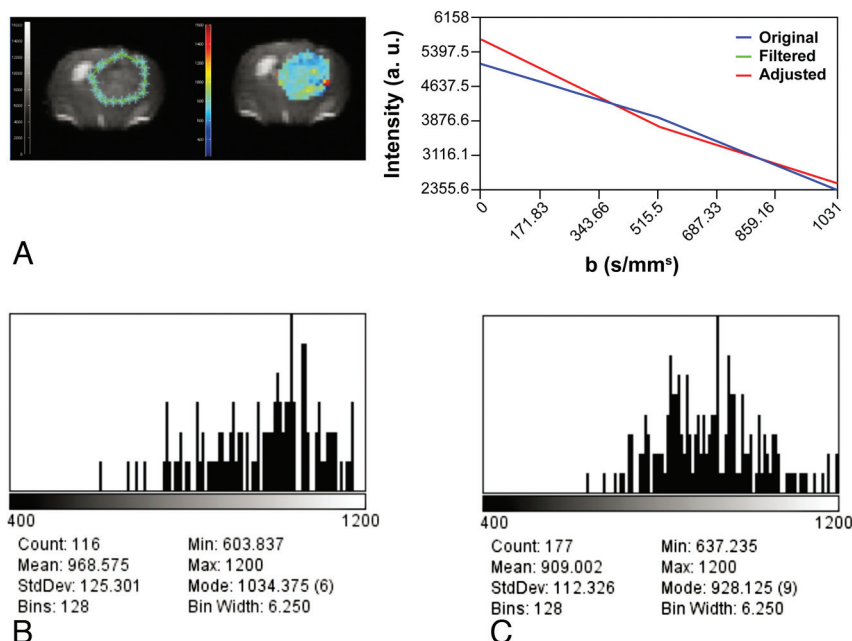 Original
Filtered
Adjusted
Intensity (a. u.)
6158
5397.5
4637.5
3876.6
3116.1
2355.6
0
171.83
343.66
515.5
687.33
859.16
1031
b (s/mmˢ)
A
400
1200
Count: 116
Min: 603.837
Mean: 968.575
Max: 1200
StdDev: 125.301
Mode: 1034.375 (6)
Bins: 128
Bin Width: 6.250
B
400
1200
Count: 177
Min: 637.235
Mean: 909.002
Max: 1200
StdDev: 112.326
Mode: 928.125 (9)
Bins: 128
Bin Width: 6.250
C